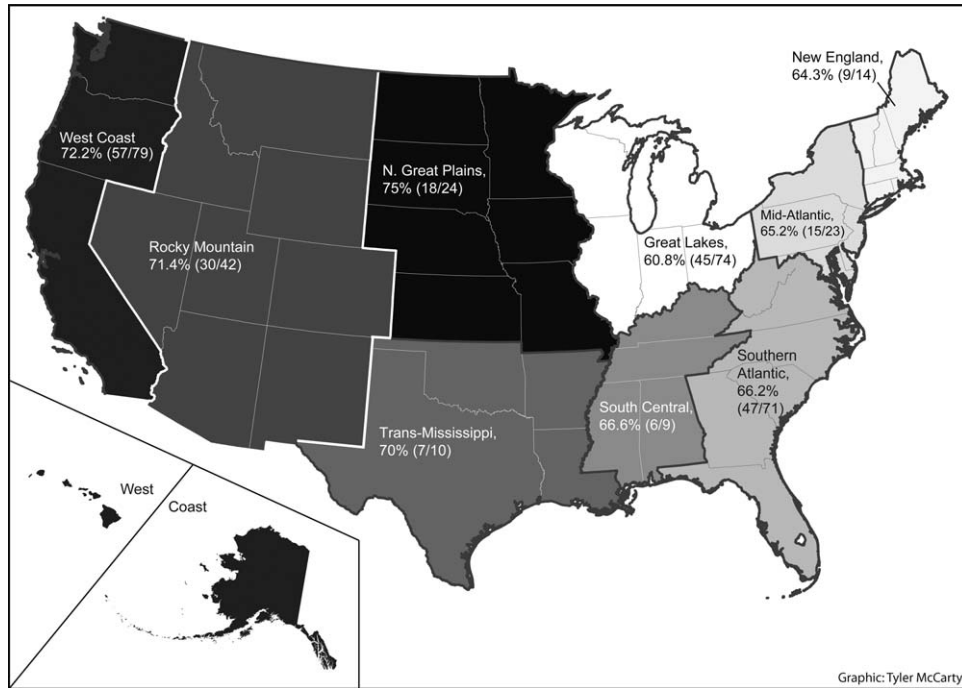 New England,
64.3% (9/14)
West Coast
72.2% (57/79)
N. Great Plains,
75% (18/24)
Mid-Atlantic,
65.2% (15/23)
Rocky Mountain
71.4% (30/42)
Great Lakes,
60.8% (45/74)
Southern
Atlantic,
66.2%
(47/71)
South Central,
66.6% (6/9)
Trans-Mississippi,
70% (7/10)
West
Coast
Graphic: Tyler McCarty